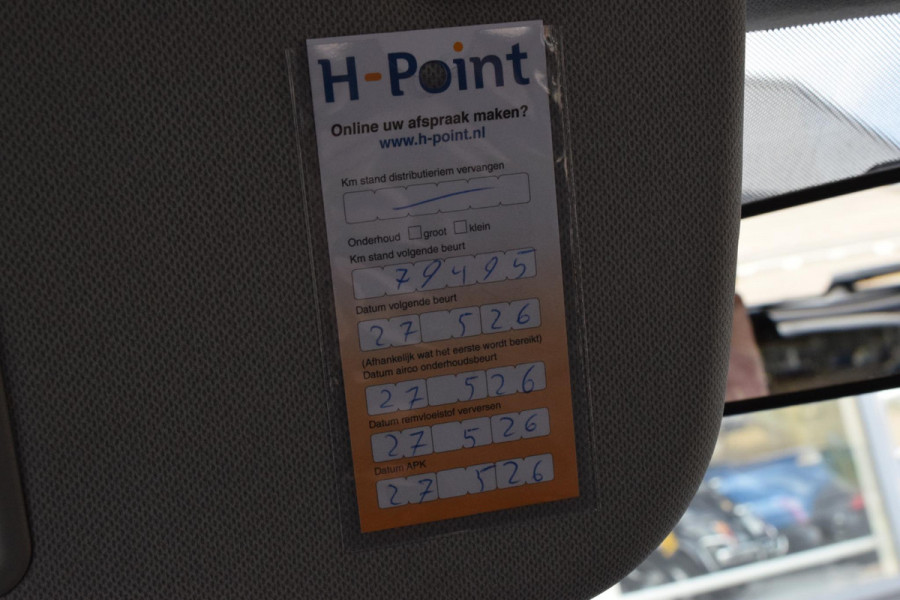 H-Point
Online uw afspraak maken?
www.h-point.nl
Km stand distributieriem vervangen
Onderhoud groot klein
Km stand volgende beurt
79495
Datum volgende beurt
27 5 26
(Afhankelijk wat het eerste wordt bereikt)
Datum airco onderhoudsbeurt
27 5 26
Datum remvloeistof verversen
27 5 26
Datum APK
27 5 26